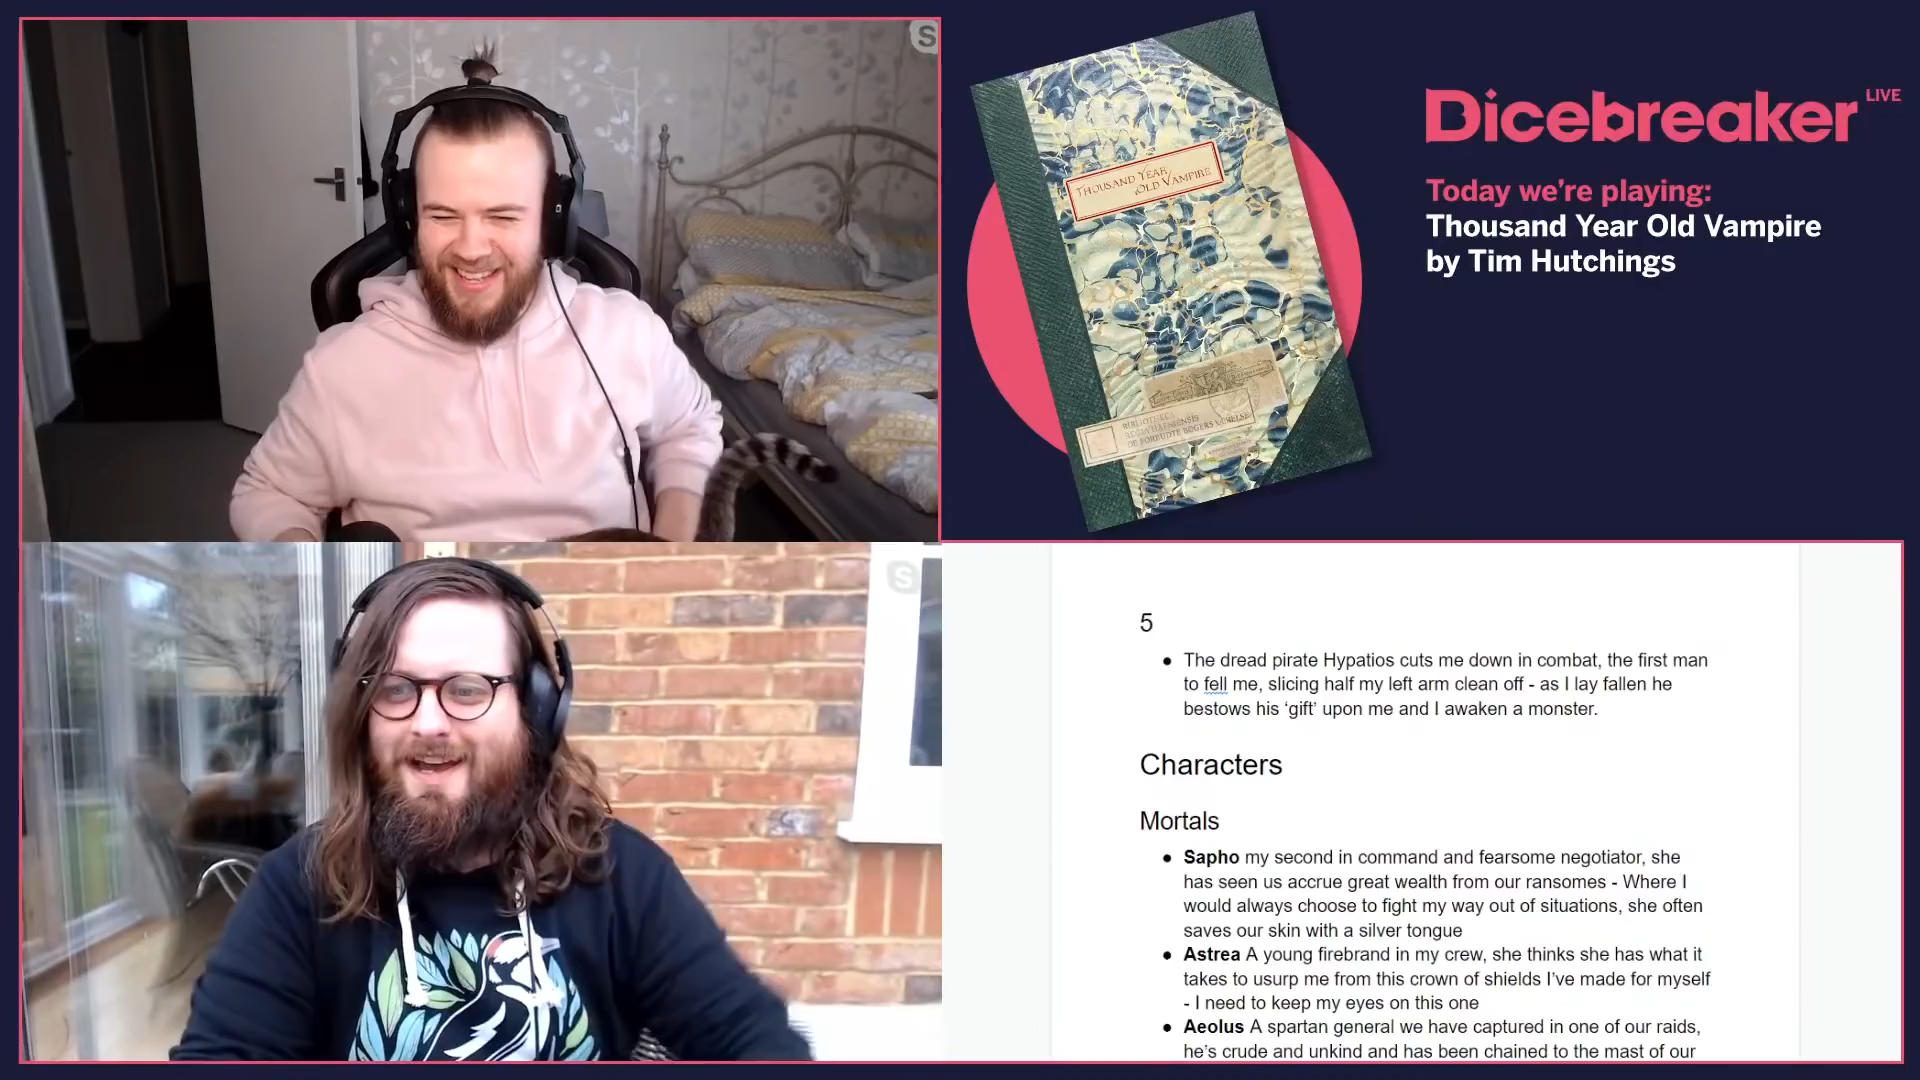 S
THOUSAND YEAR
OLD VAMPIRE
BIBLIOTHECA
REGIA HAFNIENSIS
DE FORBUDTE BOGERS VÆRELSE
Dicebreaker LIVE
Today we're playing:
Thousand Year Old Vampire
by Tim Hutchings
S
5
● The dread pirate Hypatios cuts me down in combat, the first man
to fell me, slicing half my left arm clean off - as I lay fallen he
bestows his ‘gift’ upon me and I awaken a monster.
Characters
Mortals
● Sapho my second in command and fearsome negotiator, she
has seen us accrue great wealth from our ransomes - Where I
would always choose to fight my way out of situations, she often
saves our skin with a silver tongue
● Astrea A young firebrand in my crew, she thinks she has what it
takes to usurp me from this crown of shields I’ve made for myself
- I need to keep my eyes on this one
● Aeolus A spartan general we have captured in one of our raids,
he’s crude and unkind and has been chained to the mast of our